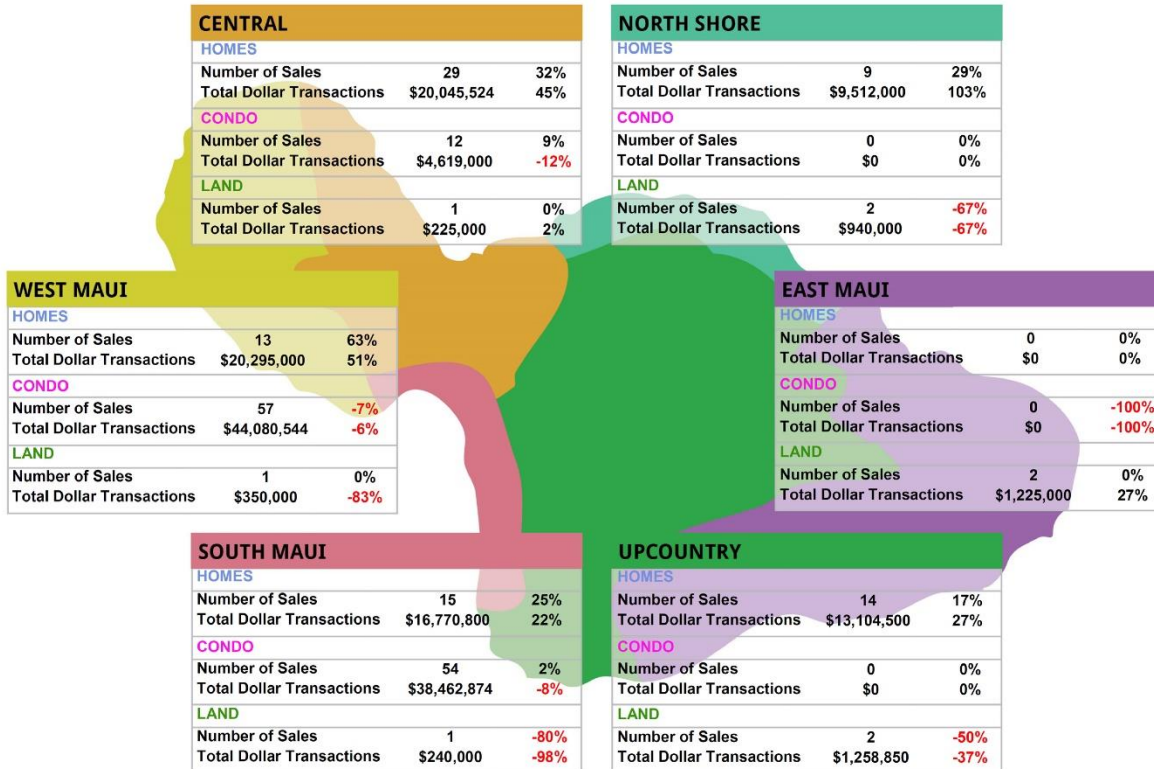 CENTRAL
HOMES
Number of Sales 29 32%
Total Dollar Transactions $20,045,524 45%
CONDO
Number of Sales 12 9%
Total Dollar Transactions $4,619,000 -12%
LAND
Number of Sales 1 0%
Total Dollar Transactions $225,000 2%
NORTH SHORE
HOMES
Number of Sales 9 29%
Total Dollar Transactions $9,512,000 103%
CONDO
Number of Sales 0 0%
Total Dollar Transactions $0 0%
LAND
Number of Sales 2 -67%
Total Dollar Transactions $940,000 -67%
WEST MAUI
HOMES
Number of Sales 13 63%
Total Dollar Transactions $20,295,000 51%
CONDO
Number of Sales 57 -7%
Total Dollar Transactions $44,080,544 -6%
LAND
Number of Sales 1 0%
Total Dollar Transactions $350,000 -83%
EAST MAUI
HOMES
Number of Sales 0 0%
Total Dollar Transactions $0 0%
CONDO
Number of Sales 0 -100%
Total Dollar Transactions $0 -100%
LAND
Number of Sales 2 0%
Total Dollar Transactions $1,225,000 27%
SOUTH MAUI
HOMES
Number of Sales 15 25%
Total Dollar Transactions $16,770,800 22%
CONDO
Number of Sales 54 2%
Total Dollar Transactions $38,462,874 -8%
LAND
Number of Sales 1 -80%
Total Dollar Transactions $240,000 -98%
UPCOUNTRY
HOMES
Number of Sales 14 17%
Total Dollar Transactions $13,104,500 27%
CONDO
Number of Sales 0 0%
Total Dollar Transactions $0 0%
LAND
Number of Sales 2 -50%
Total Dollar Transactions $1,258,850 -37%